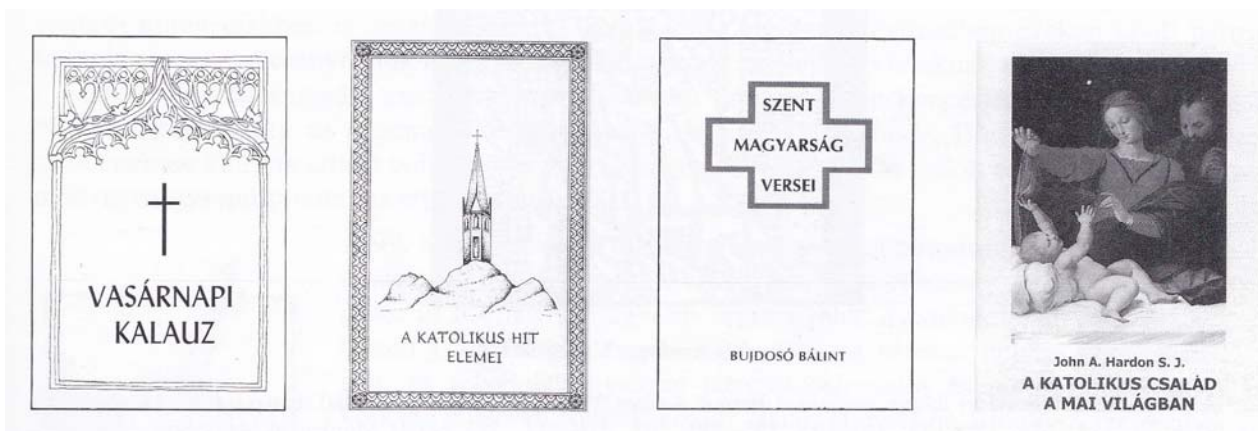 VASÁRNAPI
KALAUZ
A KATOLIKUS HIT
ELEMEI
SZENT
MAGYARSÁG
VERSEI
BUJDOSÓ BÁLINT
John A. Hardon S. J.
A KATOLIKUS CSALÁD
A MAI VILÁGBAN